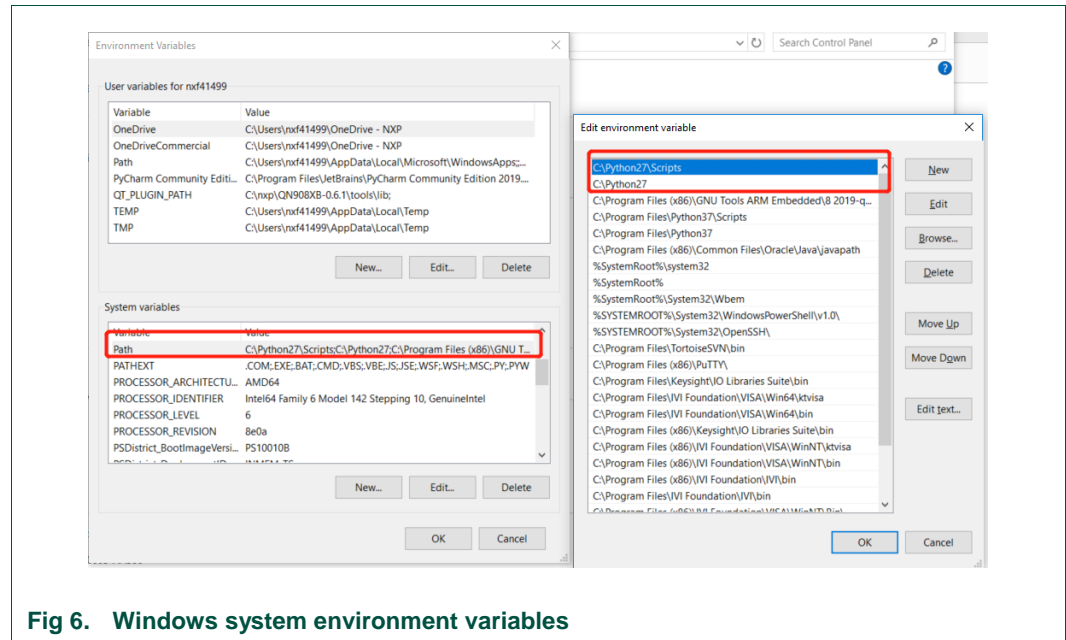 Environment Variables
Search Control Panel
User variables for nxf41499
Variable Value
OneDrive C:\Users\nxf41499\OneDrive - NXP
OneDriveCommercial C:\Users\nxf41499\OneDrive - NXP
Path C:\Users\nxf41499\AppData\Local\Microsoft\WindowsApps;;...
PyCharm Community Editi... C:\Program Files\JetBrains\PyCharm Community Edition 2019....
QT_PLUGIN_PATH C:\nxp\QN908XB-0.6.1\tools\lib;
TEMP C:\Users\nxf41499\AppData\Local\Temp
TMP C:\Users\nxf41499\AppData\Local\Temp
New... Edit... Delete
System variables
Variable Value
Path C:\Python27\Scripts;C:\Python27;C:\Program Files (x86)\GNU T...
PATHEXT .COM;.EXE;.BAT;.CMD;.VBS;.VBE;.JS;.JSE;.WSF;.WSH;.MSC;.PY;.PYW
PROCESSOR_ARCHITECTU... AMD64
PROCESSOR_IDENTIFIER Intel64 Family 6 Model 142 Stepping 10, GenuineIntel
PROCESSOR_LEVEL 6
PROCESSOR_REVISION 8e0a
PSDistrict_BootImageVersi... PS10010B
New... Edit... Delete
OK Cancel
Edit environment variable
C:\Python27\Scripts
C:\Python27
C:\Program Files (x86)\GNU Tools ARM Embedded\8 2019-q...
C:\Program Files\Python37\Scripts
C:\Program Files\Python37
C:\Program Files (x86)\Common Files\Oracle\Java\javapath
%SystemRoot%\system32
%SystemRoot%
%SystemRoot%\System32\Wbem
%SYSTEMROOT%\System32\WindowsPowerShell\v1.0\
%SYSTEMROOT%\System32\OpenSSH\
C:\Program Files\TortoiseSVN\bin
C:\Program Files (x86)\PuTTY\
C:\Program Files\Keysight\IO Libraries Suite\bin
C:\Program Files\IVI Foundation\VISA\Win64\ktvisa
C:\Program Files\IVI Foundation\VISA\Win64\bin
C:\Program Files (x86)\Keysight\IO Libraries Suite\bin
C:\Program Files (x86)\IVI Foundation\VISA\WinNT\ktvisa
C:\Program Files (x86)\IVI Foundation\VISA\WinNT\bin
C:\Program Files (x86)\IVI Foundation\IVI\bin
C:\Program Files\IVI Foundation\IVI\bin
C:\Program Files (x86)\IVI Foundation\VISA\WinNT\Bin\
New
Edit
Browse...
Delete
Move Up
Move Down
Edit text...
OK Cancel
Fig 6. Windows system environment variables